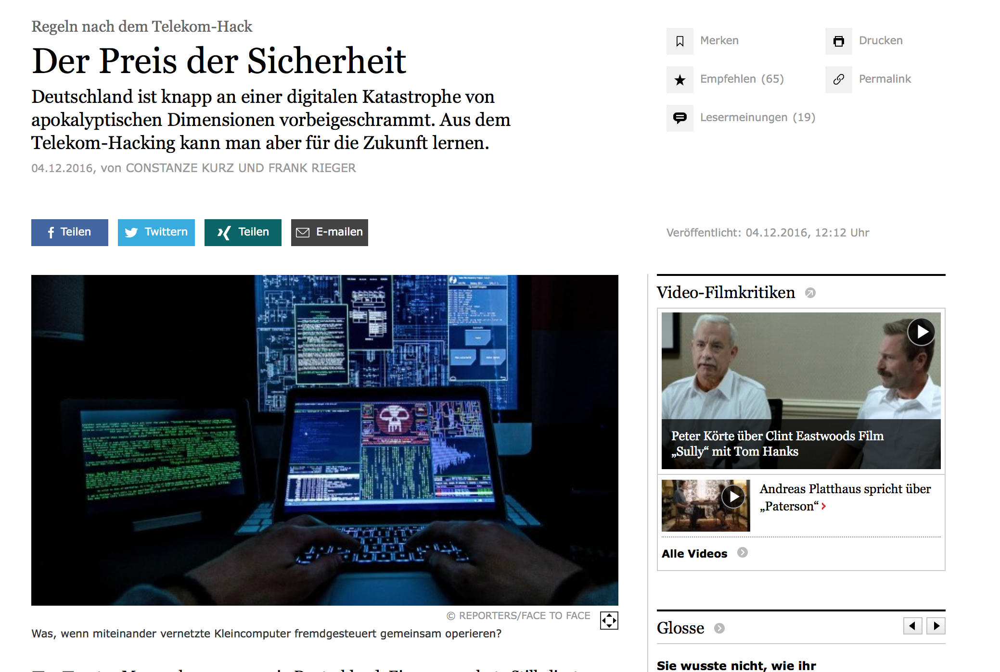 Regeln nach dem Telekom-Hack
Der Preis der Sicherheit
Deutschland ist knapp an einer digitalen Katastrophe von
apokalyptischen Dimensionen vorbeigeschrammt. Aus dem
Telekom-Hacking kann man aber für die Zukunft lernen.
04.12.2016, von CONSTANZE KURZ UND FRANK RIEGER
Merken
Drucken
Empfehlen (65)
Permalink
Lesermeinungen (19)
Teilen
Twittern
Teilen
E-mailen
Veröffentlicht: 04.12.2016, 12:12 Uhr
© REPORTERS/FACE TO FACE
Was, wenn miteinander vernetzte Kleincomputer fremdgesteuert gemeinsam operieren?
Video-Filmkritiken
Peter Körte über Clint Eastwoods Film
„Sully“ mit Tom Hanks
Andreas Platthaus spricht über
„Paterson“
Alle Videos
Glosse
Sie wusste nicht, wie ihr